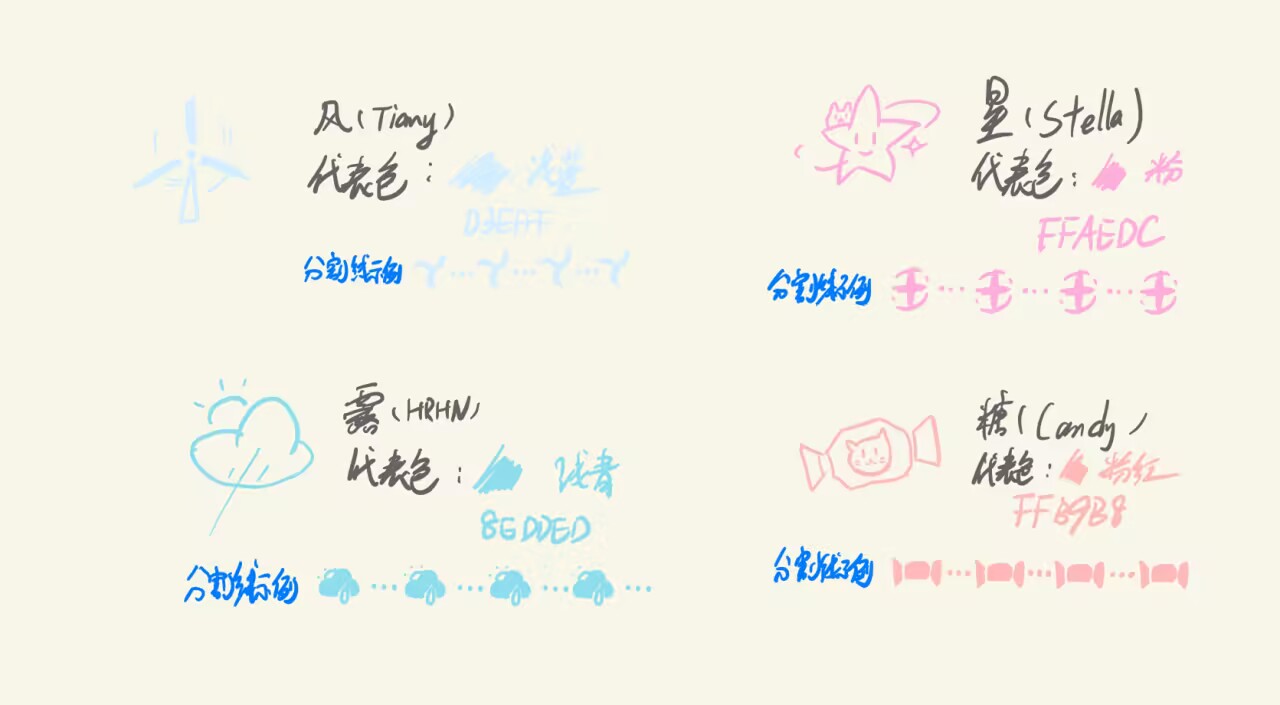 风(Tiamy)
代表色: 浅蓝
D3EFFF
分割线示例
星(Stella)
代表色: 粉
FFAEDC
分割线示例
露(HRHN)
代表色: 浅青
8EDDED
分割线示例
糖(Candy)
代表色: 粉红
FFB9B8
分割线示例